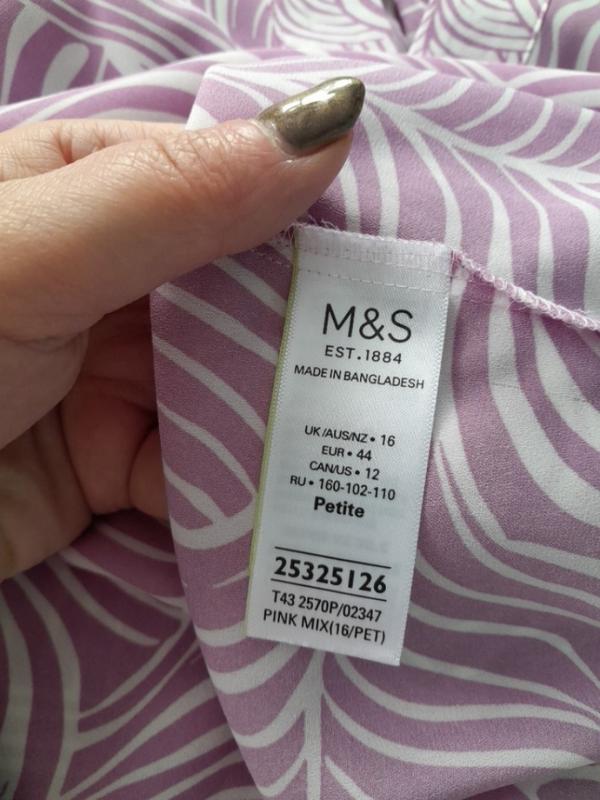 M&S
EST.1884
MADE IN BANGLADESH
UK/AUS/NZ • 16
EUR • 44
CAN/US • 12
RU • 160-102-110
Petite
25325126
T43 2570P/02347
PINK MIX(16/PET)